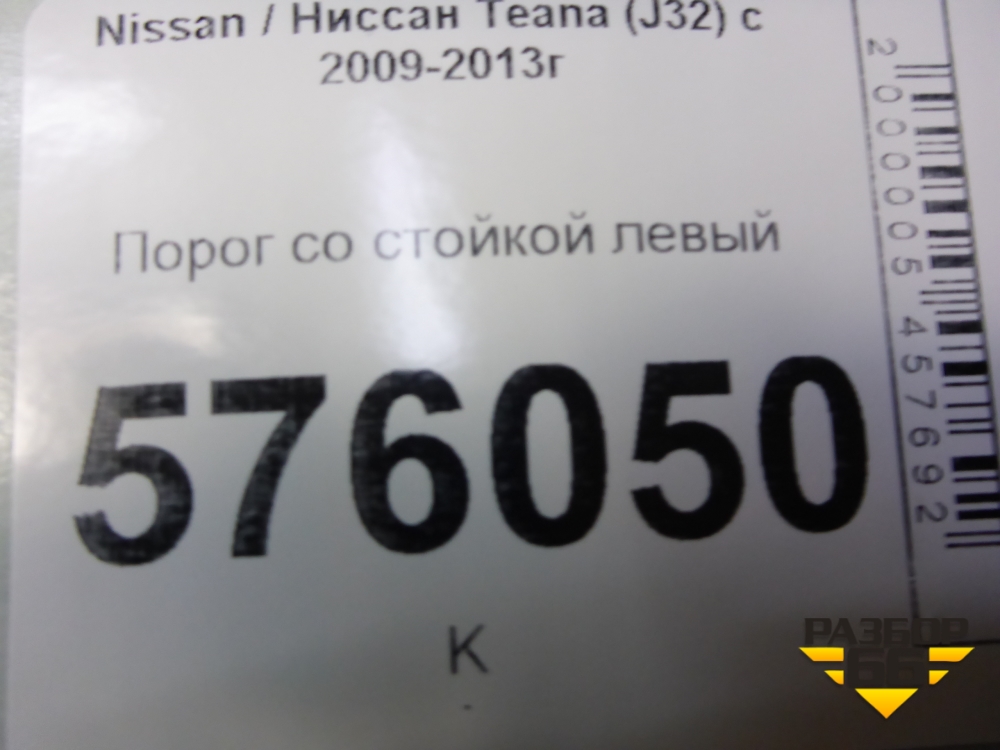 Nissan / Ниссан Teana (J32) с
2009-2013г
Порог со стойкой левый
576050
К
2000005457692
РАЗБОР
66